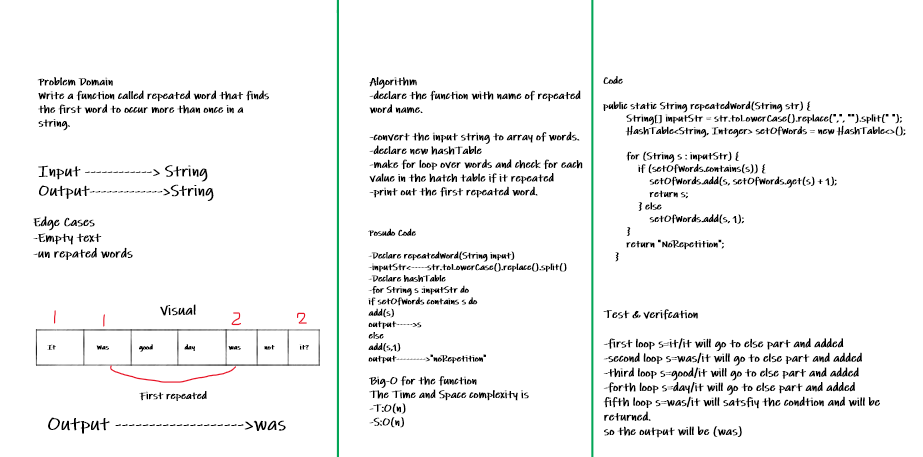 Problem Domain
Write a function called repeated word that finds
the first word to occur more than once in a
string.
Input -----------> String
Output------------>String
Edge Cases
-Empty text
-un repated words
Visual
1 1 2 2
It was good day was not it?
First repeated
Output ------------------->was
Algorithm
-declare the function with name of repeated
word name.
-convert the input string to array of words.
-declare new hashTable
-make for loop over words and check for each
value in the hatch table if it repeated
-print out the first repeated word.
Posudo Code
-Declare repeatedWord(String input)
-inputStr<-----str.toLowerCase().replace().split()
-Declare hashTable
-for String s :inputStr do
if setOfWords contains s do
add(s)
output----->s
else
add(s,1)
output--------->"noRepetition"
Big-O for the function
The Time and Space complexity is
-T:O(n)
-S:O(n)
Code
public static String repeatedWord(String str) {
String[] inputStr = str.toLowerCase().replace(",", "").split(" ");
HashTable<String, Integer> setOfWords = new HashTable<>();
for (String s : inputStr) {
if (setOfWords.contains(s)) {
setOfWords.add(s, setOfWords.get(s) + 1);
return s;
} else
setOfWords.add(s, 1);
}
return "NoRepetition";
}
Test & verifcation
-first loop s=it/it will go to else part and added
-second loop s=was/it will go to else part and added
-third loop s=good/it will go to else part and added
-forth loop s=day/it will go to else part and added
fifth loop s=was/it will satsfiy the condtion and will be
returned.
so the output will be (was)